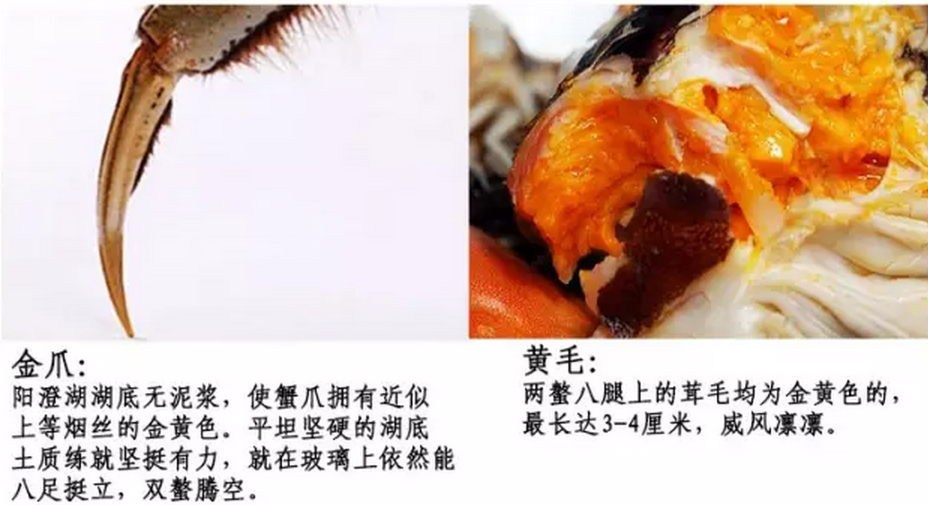 金爪：
阳澄湖湖底无泥浆，使蟹爪拥有近似
上等烟丝的金黄色。平坦坚硬的湖底
土质练就坚挺有力，就在玻璃上依然能
八足挺立，双螯腾空。
黄毛：
两螯八腿上的茸毛均为金黄色的，
最长达3-4厘米，威风凛凛。